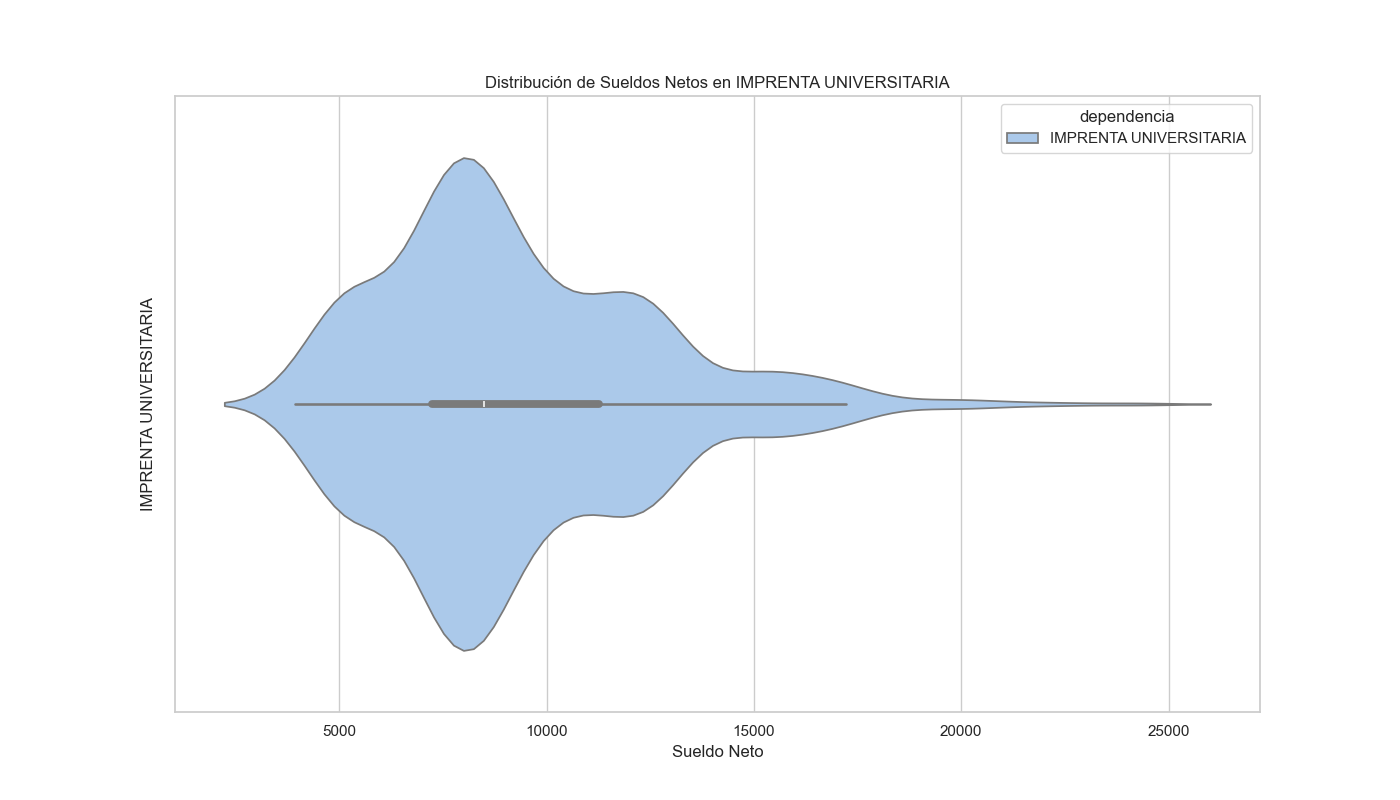 Distribución de Sueldos Netos en IMPRENTA UNIVERSITARIA
dependencia
IMPRENTA UNIVERSITARIA
IMPRENTA UNIVERSITARIA
5000
10000
15000
20000
25000
Sueldo Neto